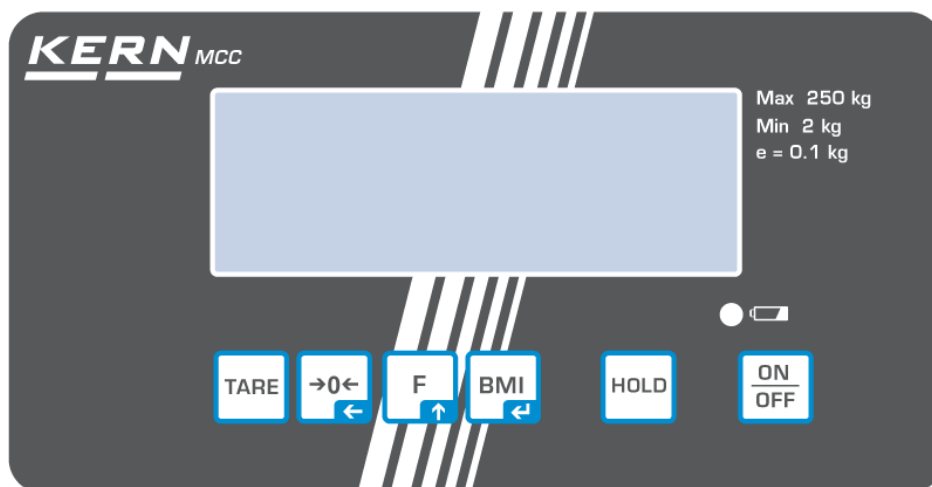 KERN MCC
Max 250 kg
Min 2 kg
e = 0.1 kg
TARE
→0←
F
BMI
HOLD
ON
OFF